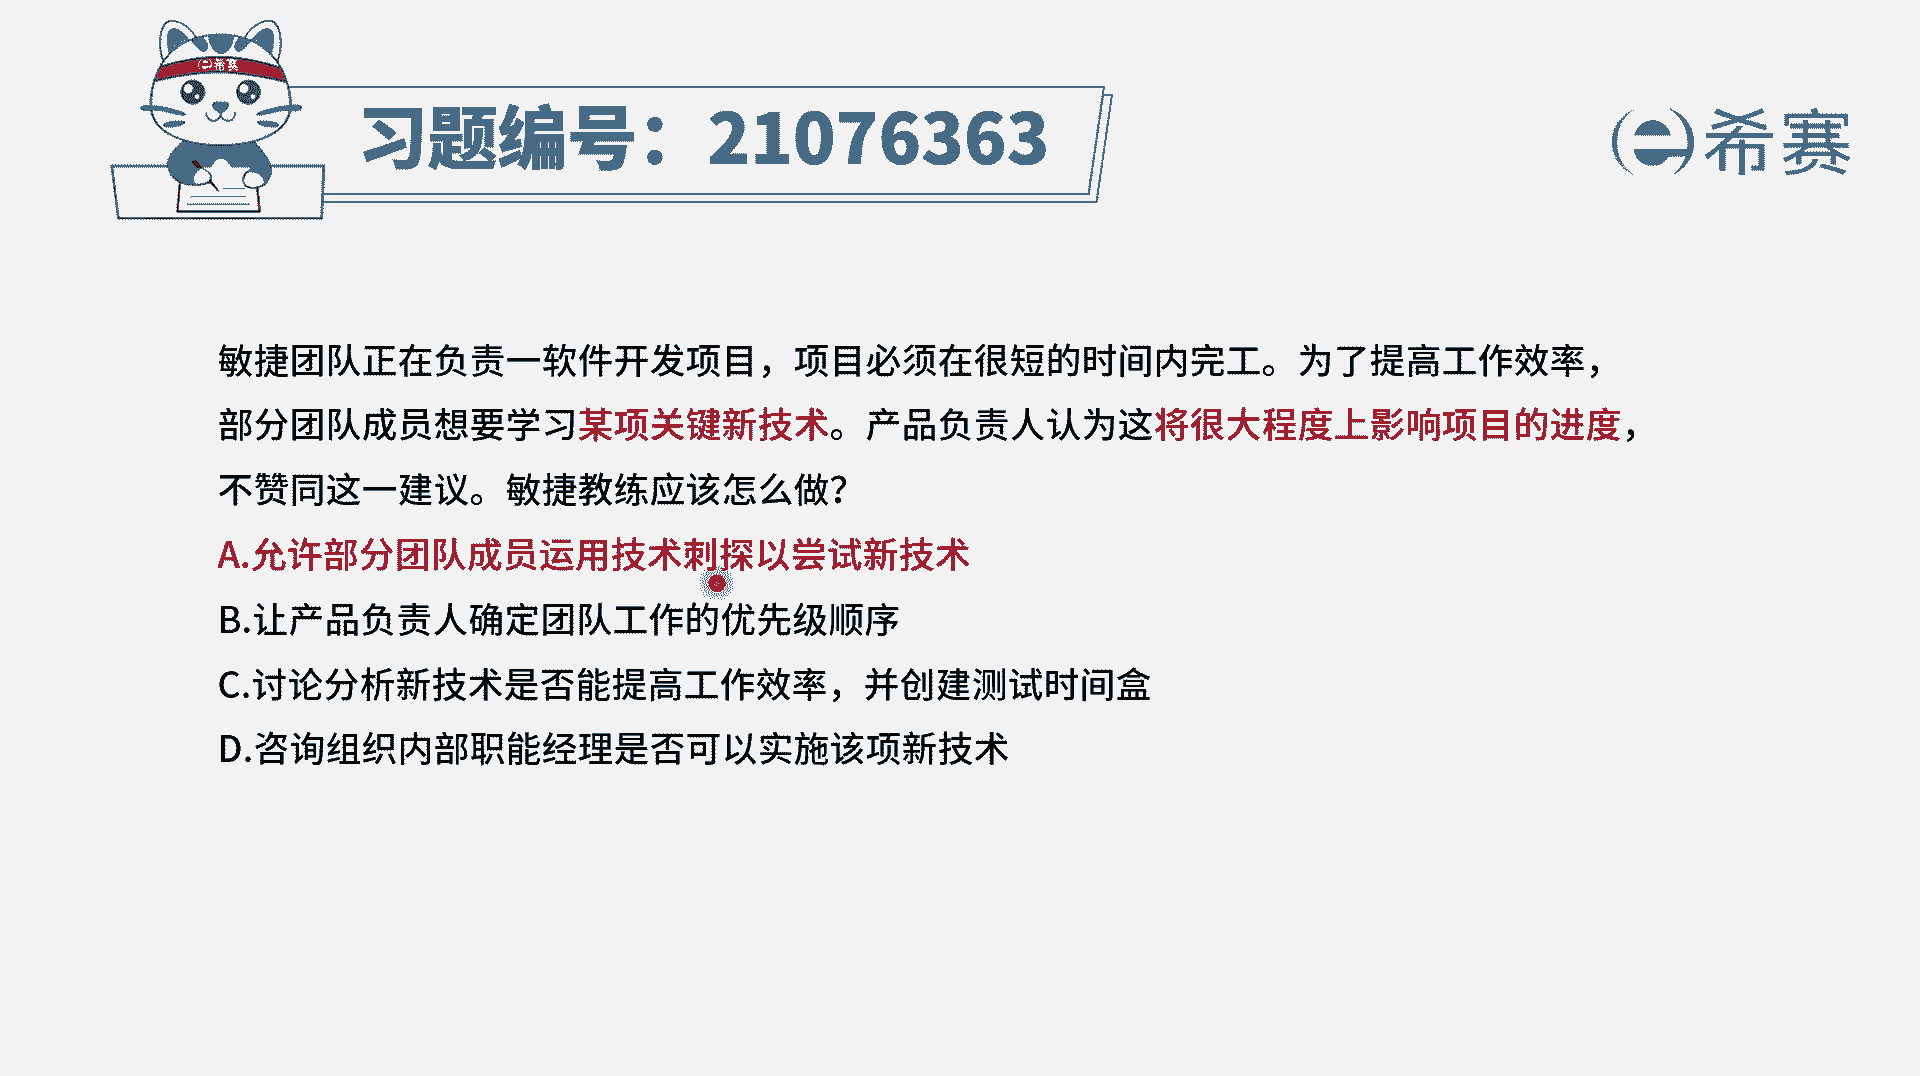 希赛
习题编号：21076363
希赛
敏捷团队正在负责一软件开发项目，项目必须在很短的时间内完工。为了提高工作效率，
部分团队成员想要学习某项关键新技术。产品负责人认为这将很大程度上影响项目的进度，
不赞同这一建议。敏捷教练应该怎么做？
A.允许部分团队成员运用技术刺探以尝试新技术
B.让产品负责人确定团队工作的优先级顺序
C.讨论分析新技术是否能提高工作效率，并创建测试时间盒
D.咨询组织内部职能经理是否可以实施该项新技术